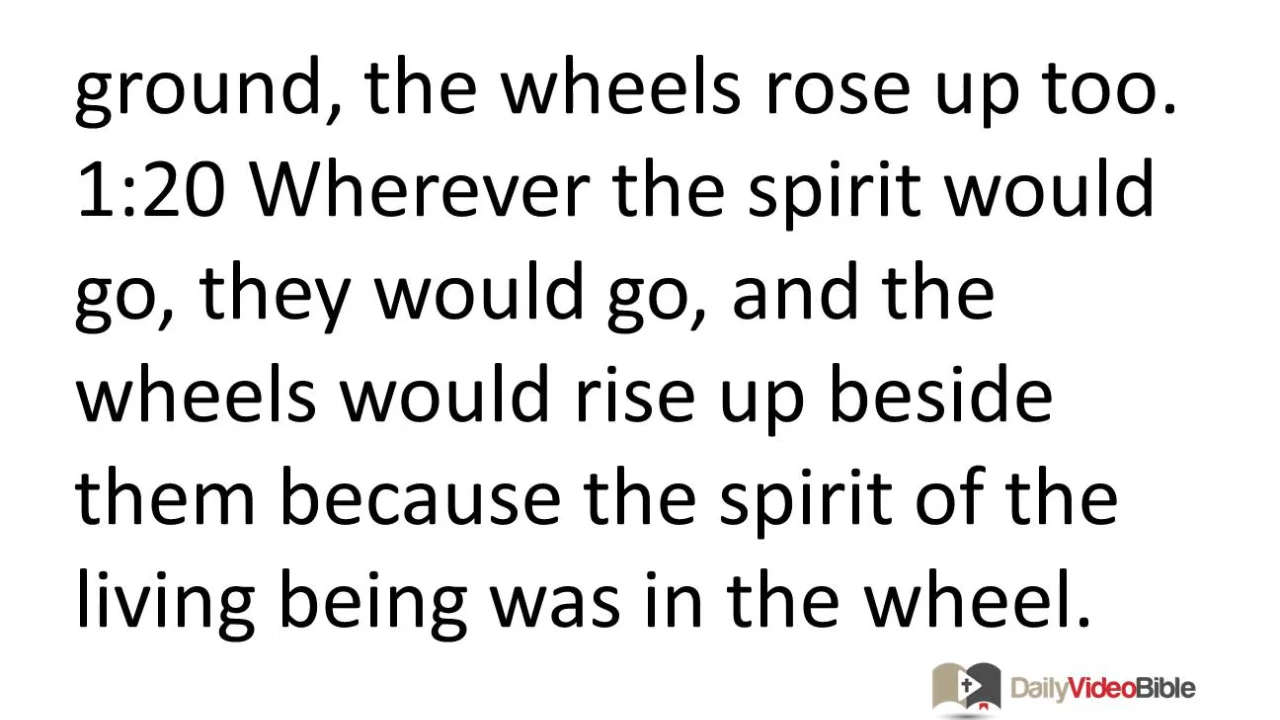 ground, the wheels rose up too.
1:20 Wherever the spirit would
go, they would go, and the
wheels would rise up beside
them because the spirit of the
living being was in the wheel.
DailyVideoBible